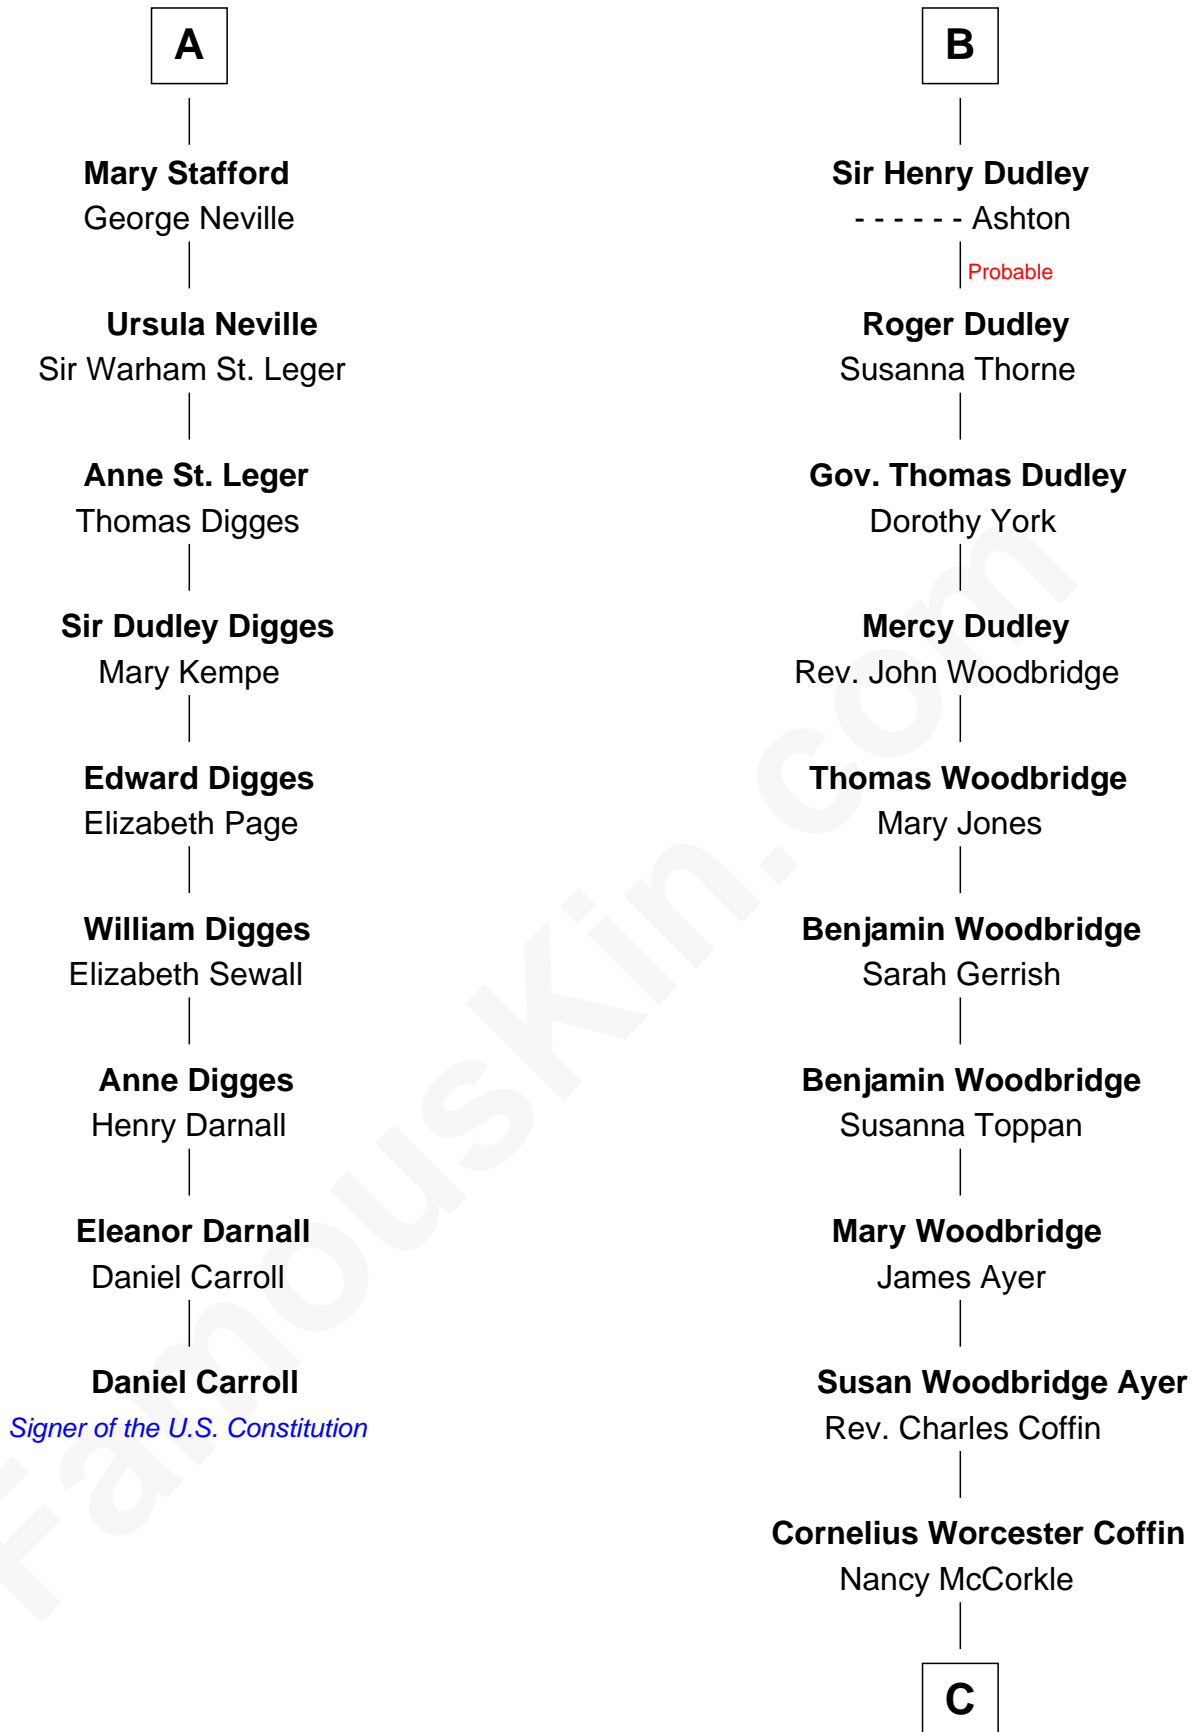 A
Mary Stafford
George Neville
Ursula Neville
Sir Warham St. Leger
Anne St. Leger
Thomas Digges
Sir Dudley Digges
Mary Kempe
Edward Digges
Elizabeth Page
William Digges
Elizabeth Sewall
Anne Digges
Henry Darnall
Eleanor Darnall
Daniel Carroll
Daniel Carroll
Signer of the U.S. Constitution
B
Sir Henry Dudley
- - - - - - Ashton
Probable
Roger Dudley
Susanna Thorne
Gov. Thomas Dudley
Dorothy York
Mercy Dudley
Rev. John Woodbridge
Thomas Woodbridge
Mary Jones
Benjamin Woodbridge
Sarah Gerrish
Benjamin Woodbridge
Susanna Toppan
Mary Woodbridge
James Ayer
Susan Woodbridge Ayer
Rev. Charles Coffin
Cornelius Worcester Coffin
Nancy McCorkle
C
FamousKin.com